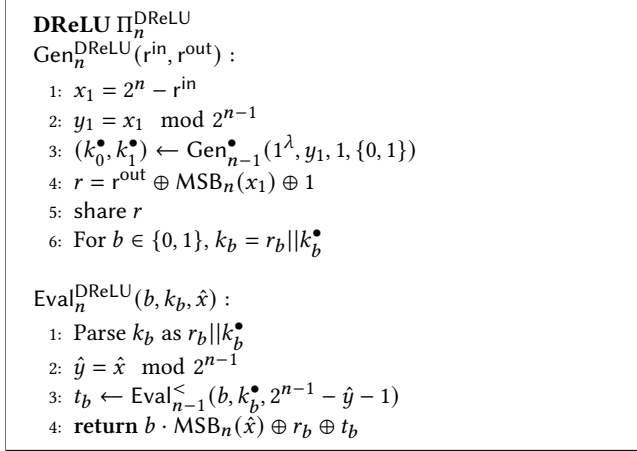 DReLU Π_n^DReLU
Gen_n^DReLU(r^in, r^out) :
1: x_1 = 2^n − r^in
2: y_1 = x_1 mod 2^{n−1}
3: (k_0^•, k_1^•) ← Gen_{n−1}^•(1^λ, y_1, 1, {0, 1})
4: r = r^out ⊕ MSB_n(x_1) ⊕ 1
5: share r
6: For b ∈ {0, 1}, k_b = r_b||k_b^•
Eval_n^DReLU(b, k_b, x̂) :
1: Parse k_b as r_b||k_b^•
2: ŷ = x̂ mod 2^{n−1}
3: t_b ← Eval_{n−1}^<(b, k_b^•, 2^{n−1} − ŷ − 1)
4: return b · MSB_n(x̂) ⊕ r_b ⊕ t_b